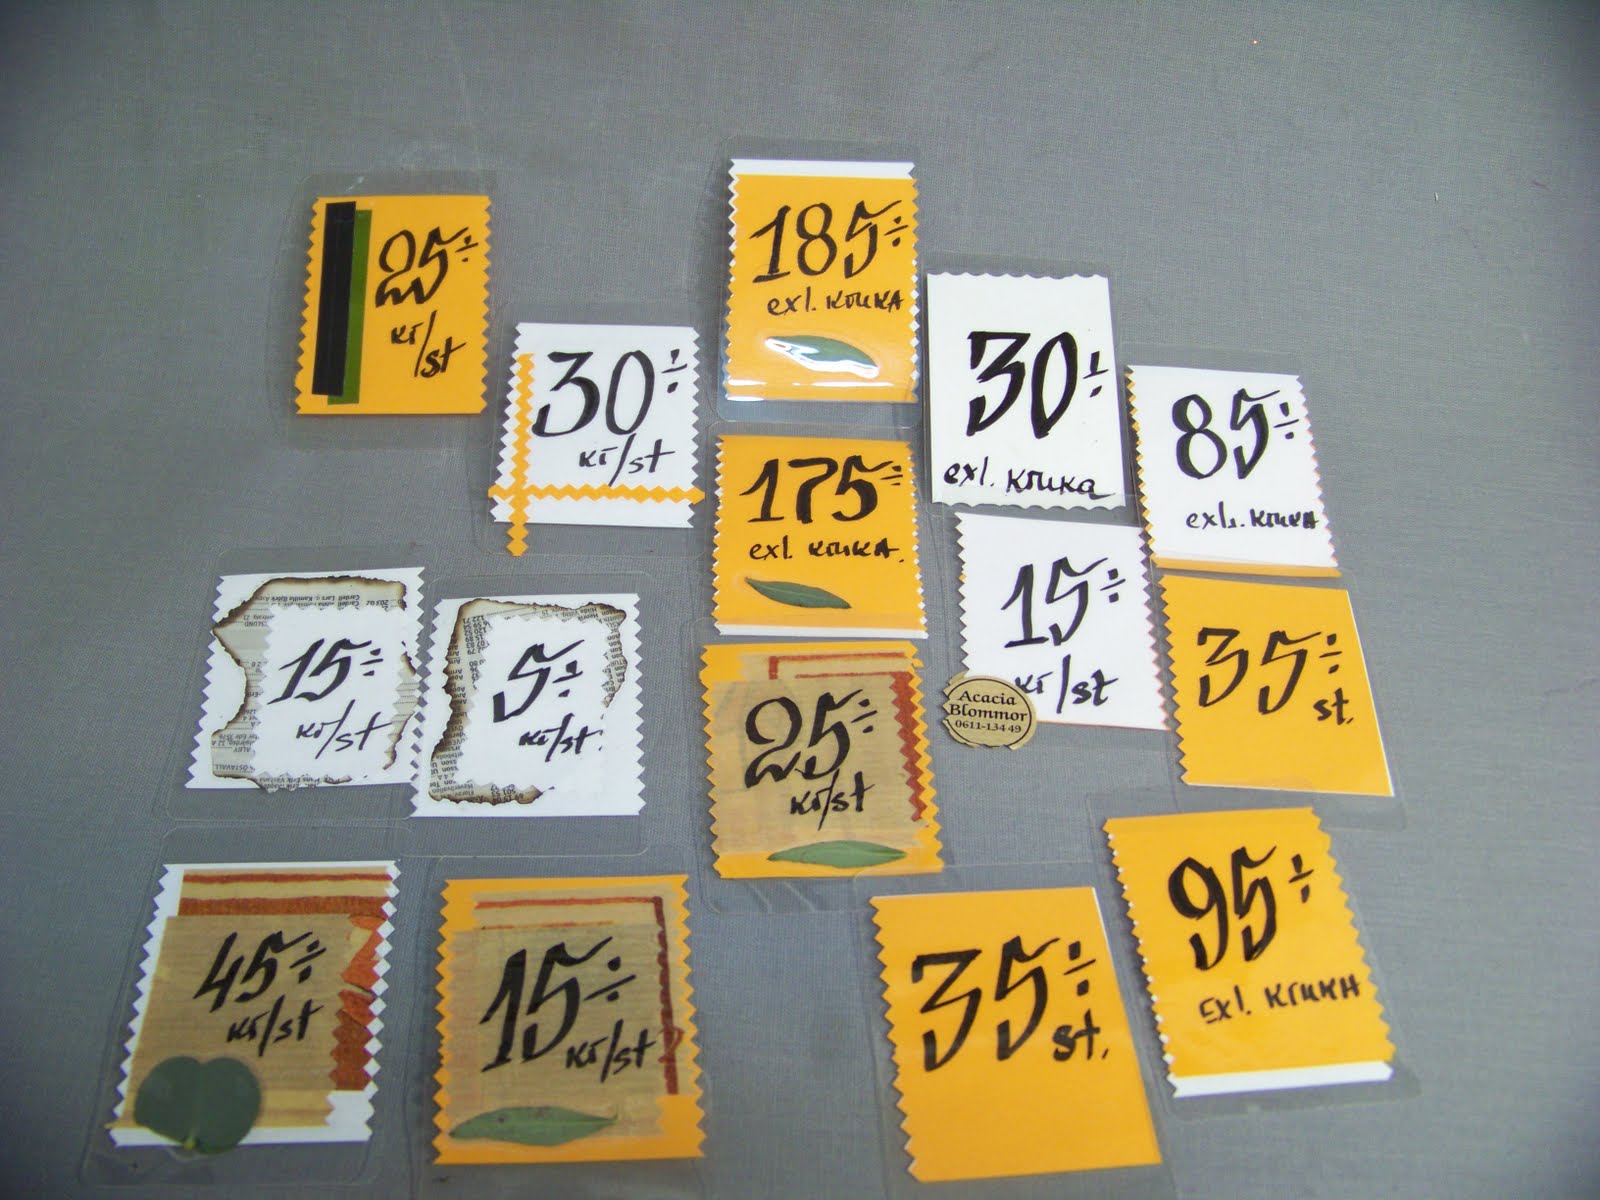 25÷
kr/st
185÷
exl. kruka
30÷
kr/st
30÷
exl. kruka
85÷
exl. kruka
175÷
exl. kruka.
15÷
kr/st
Acacia
Blommor
0611-134 49
35÷
st.
15÷
kr/st
5÷
kr/st.
25÷
kr/st
45÷
kr/st
15÷
kr/st
35÷
st.
95÷
Exl. kruka